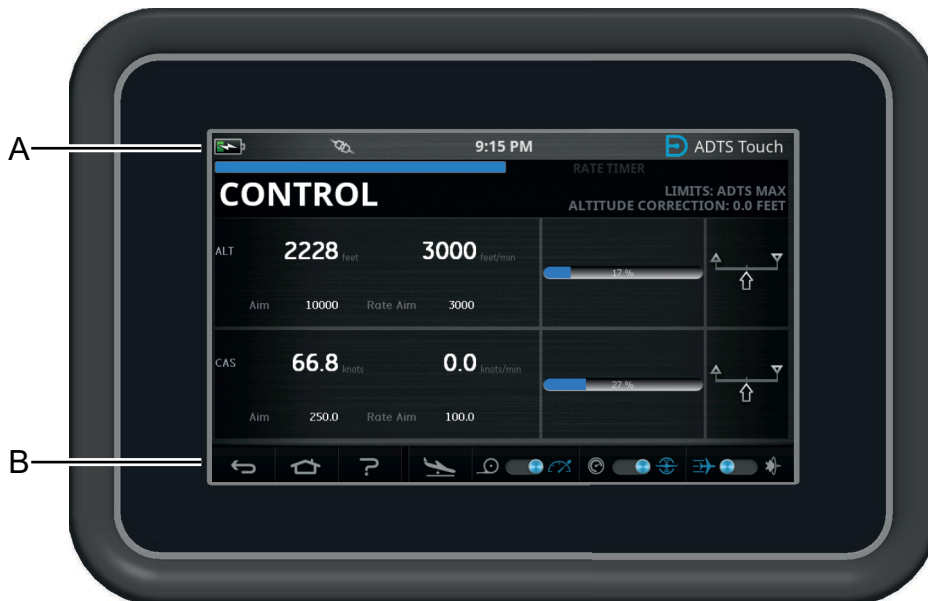 A
9:15 PM
ADTS Touch
RATE TIMER
CONTROL
LIMITS: ADTS MAX
ALTITUDE CORRECTION: 0.0 FEET
ALT 2228 feet 3000 feet/min
17 %
Aim 10000 Rate Aim 3000
CAS 66.8 knots 0.0 knots/min
27 %
Aim 250.0 Rate Aim 100.0
B
?